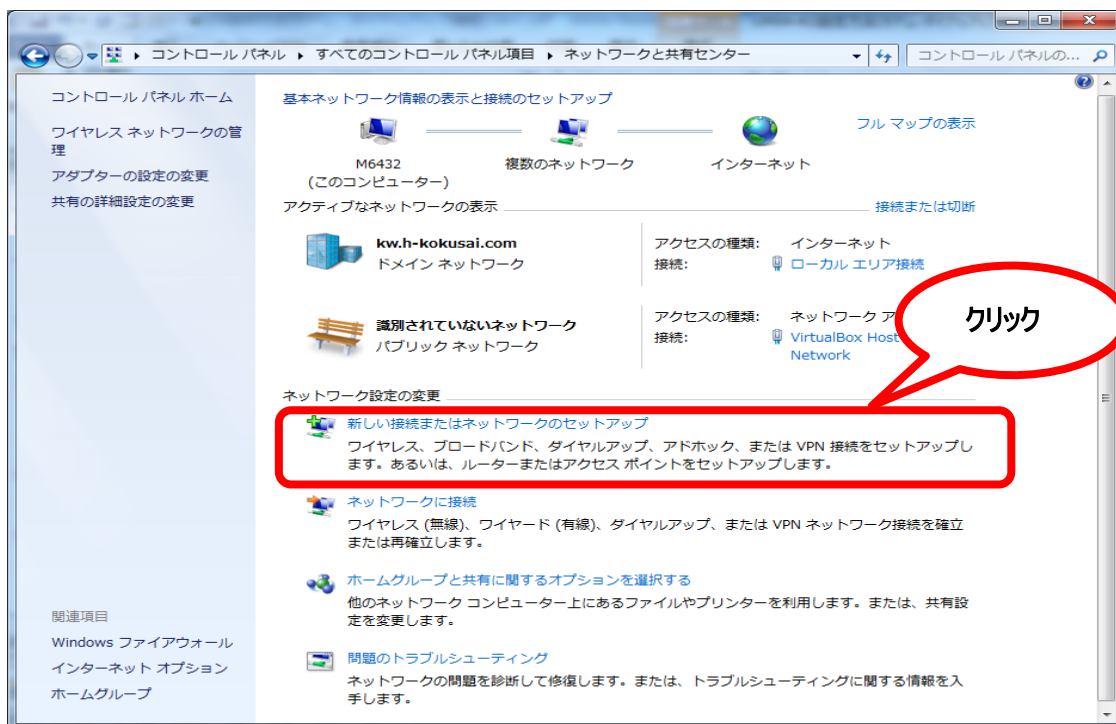 コントロール パネル ▸ すべてのコントロール パネル項目 ▸ ネットワークと共有センター
コントロール パネルの...
コントロール パネル ホーム
ワイヤレス ネットワークの管
理
アダプターの設定の変更
共有の詳細設定の変更
基本ネットワーク情報の表示と接続のセットアップ
フル マップの表示
M6432
(このコンピューター)
複数のネットワーク
インターネット
アクティブなネットワークの表示
接続または切断
kw.h-kokusai.com
ドメイン ネットワーク
アクセスの種類: インターネット
接続: ローカル エリア接続
識別されていないネットワーク
パブリック ネットワーク
アクセスの種類: ネットワーク ア
接続: VirtualBox Host
Network
クリック
ネットワーク設定の変更
新しい接続またはネットワークのセットアップ
ワイヤレス、ブロードバンド、ダイヤルアップ、アドホック、または VPN 接続をセットアップし
ます。あるいは、ルーターまたはアクセス ポイントをセットアップします。
ネットワークに接続
ワイヤレス (無線)、ワイヤード (有線)、ダイヤルアップ、または VPN ネットワーク接続を確立
または再確立します。
ホームグループと共有に関するオプションを選択する
他のネットワーク コンピューター上にあるファイルやプリンターを利用します。または、共有設
定を変更します。
問題のトラブルシューティング
ネットワークの問題を診断して修復します。または、トラブルシューティングに関する情報を入
手します。
関連項目
Windows ファイアウォール
インターネット オプション
ホームグループ